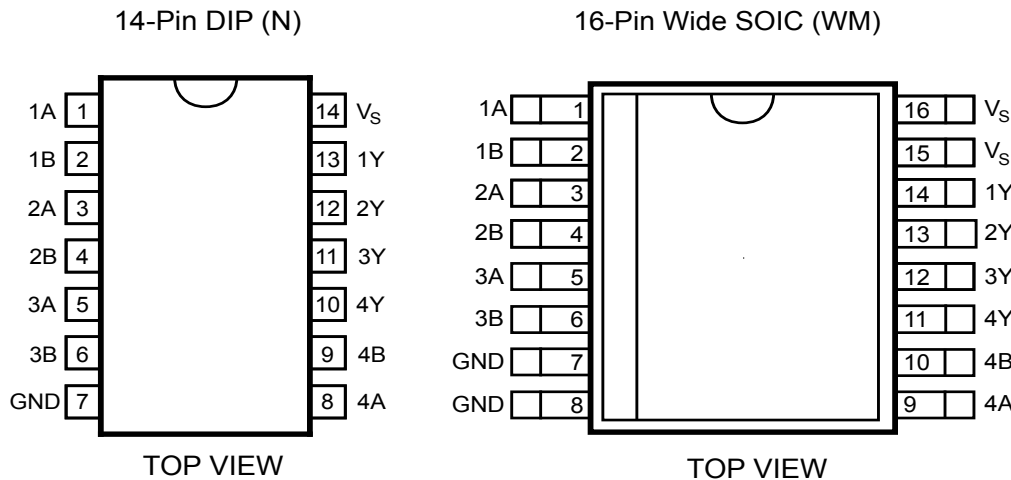 14-Pin DIP (N)
1A 1 14 VS
1B 2 13 1Y
2A 3 12 2Y
2B 4 11 3Y
3A 5 10 4Y
3B 6 9 4B
GND 7 8 4A
TOP VIEW
16-Pin Wide SOIC (WM)
1A 1 16 VS
1B 2 15 VS
2A 3 14 1Y
2B 4 13 2Y
3A 5 12 3Y
3B 6 11 4Y
GND 7 10 4B
GND 8 9 4A
TOP VIEW